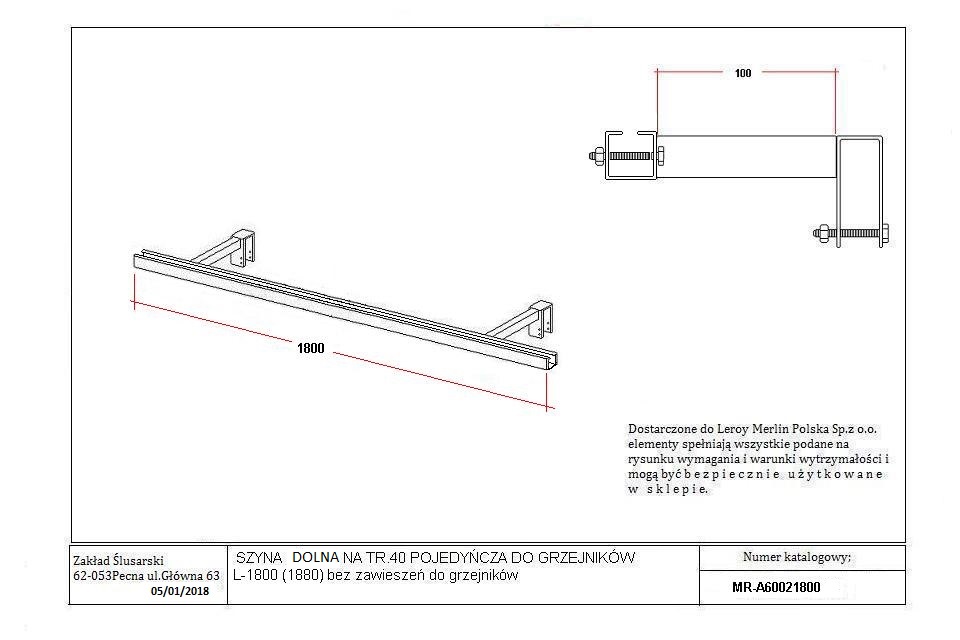 100
1800
Dostarczone do Leroy Merlin Polska Sp.z o.o.
elementy spełniają wszystkie podane na
rysunku wymagania i warunki wytrzymałości i
mogą być b e z p i e c z n i e u ż y t k o w a n e
w s k l e p i e.
Zakład Ślusarski
62-053Pecna ul.Główna 63
05/01/2018
SZYNA DOLNA NA TR.40 POJEDYŃCZA DO GRZEJNIKÓW
L-1800 (1880) bez zawieszeń do grzejników
Numer katalogowy;
MR-A60021800